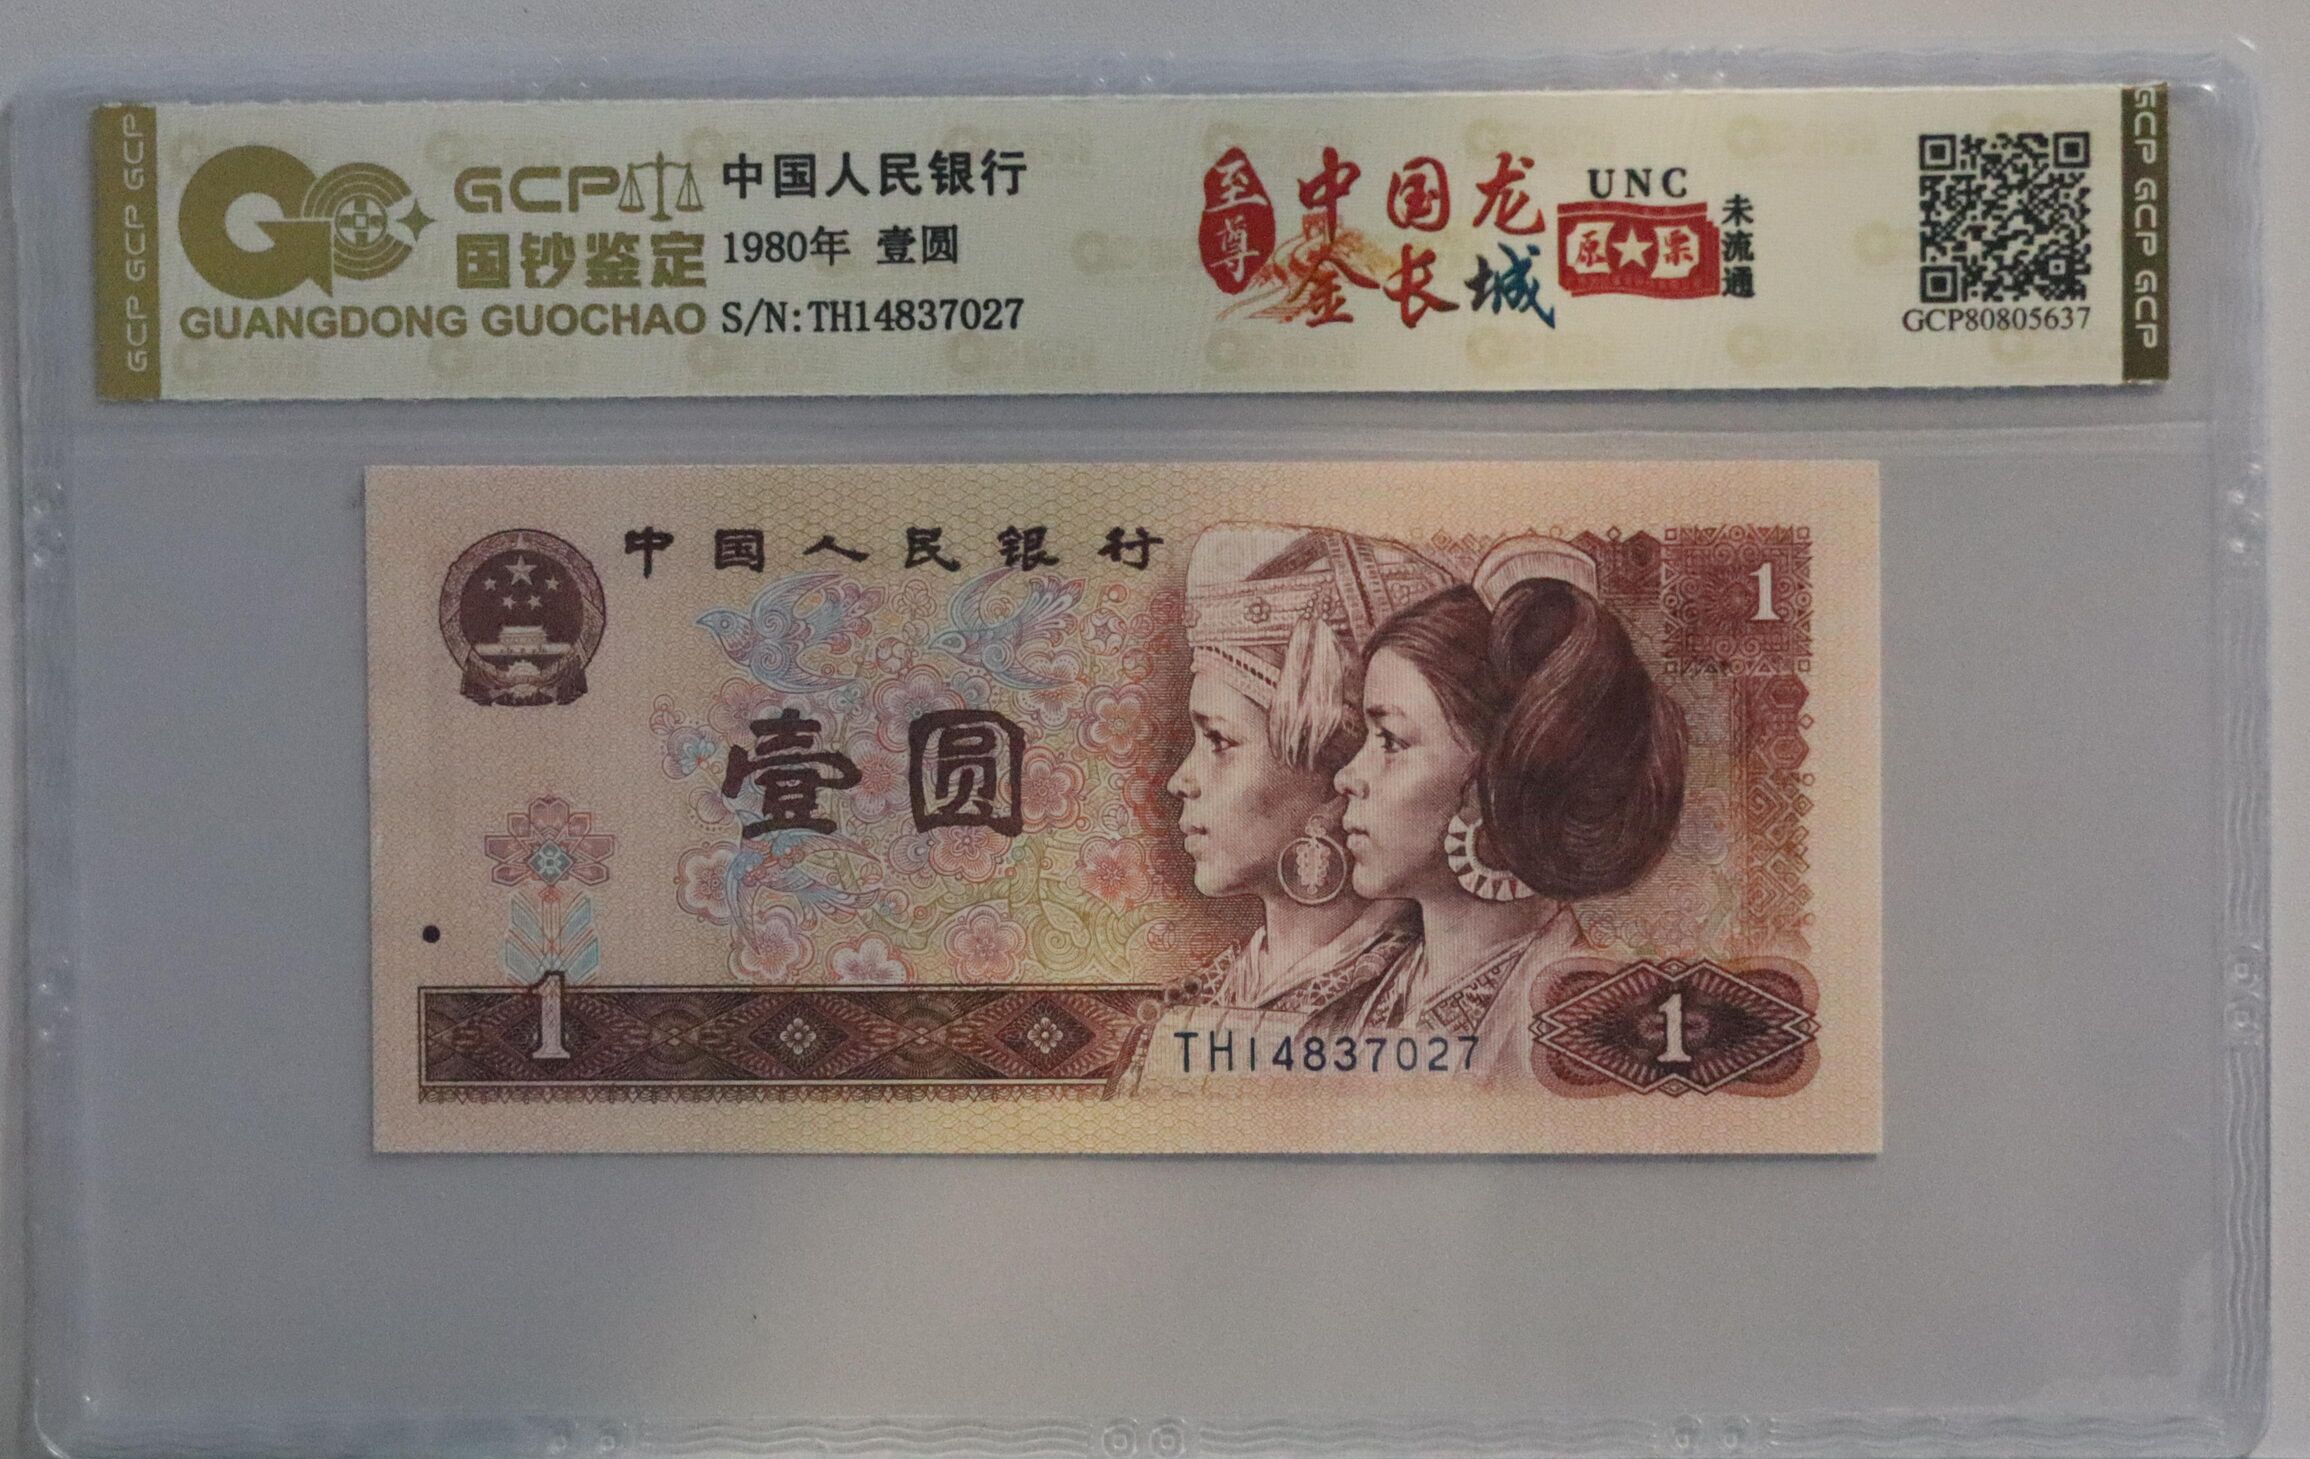 GCP GCP GCP
GCP
国钞鉴定
GUANGDONG GUOCHAO
中国人民银行
1980年 壹圆
S/N:TH14837027
至尊
中国龙
金长城
UNC
原★票
未流通
GCP80805637
GCP GCP GCP
中国人民银行
1
壹圆
1
TH14837027
1